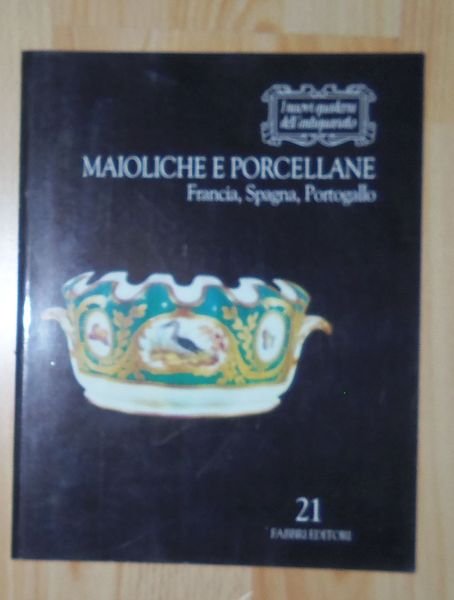 I nuovi quaderni
dell'antiquariato
MAIOLICHE E PORCELLANE
Francia, Spagna, Portogallo
21
FABBRI EDITORI